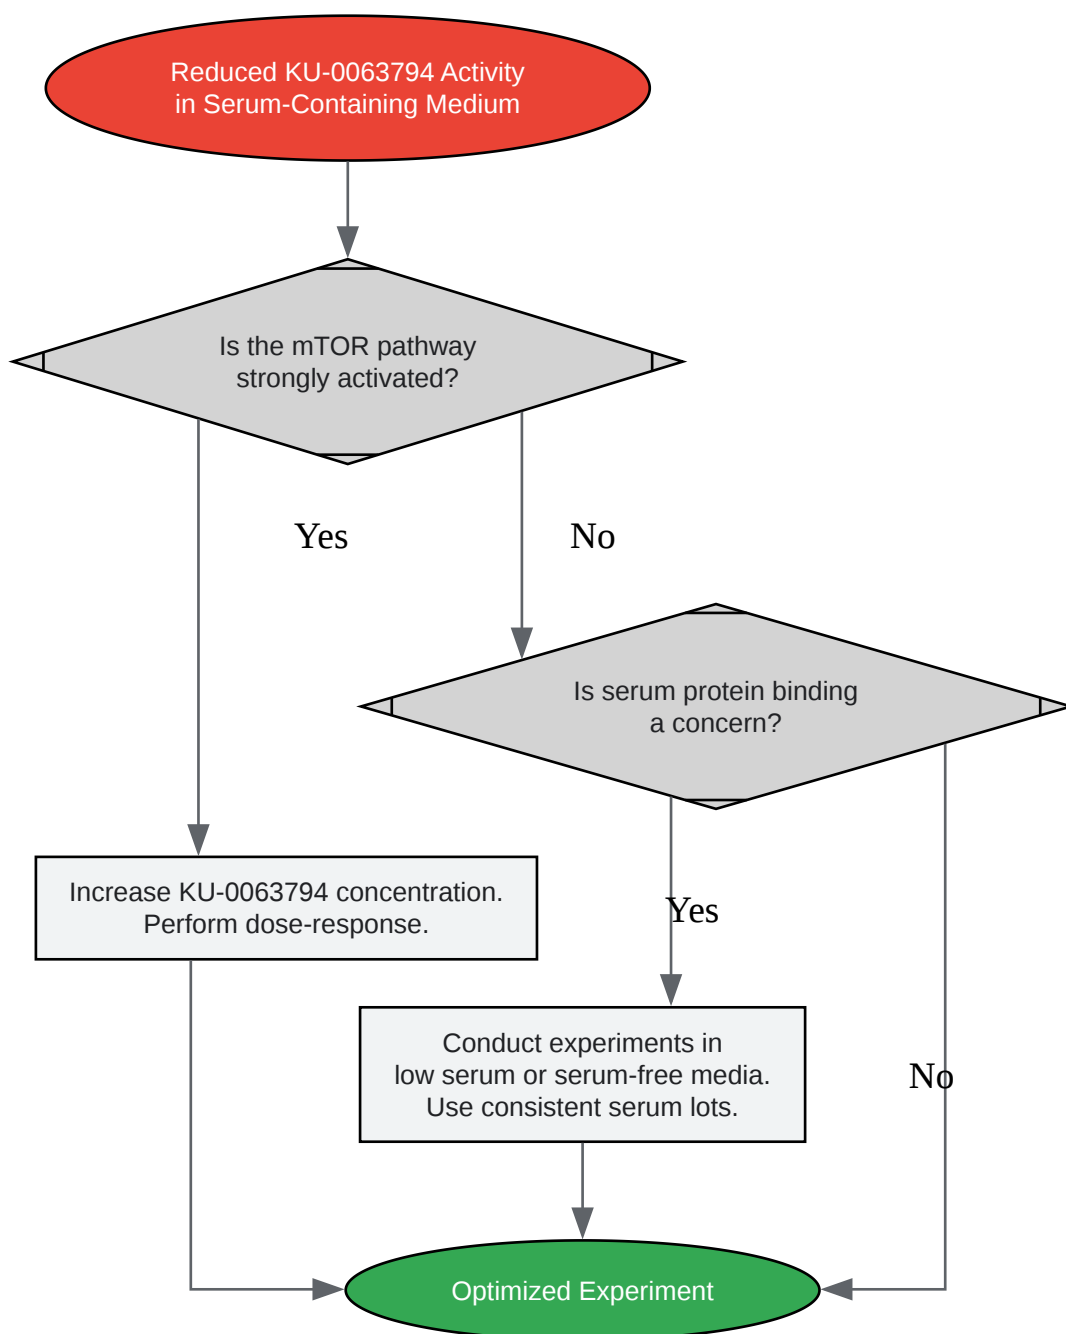 Reduced KU-0063794 Activity
in Serum-Containing Medium
Is the mTOR pathway
strongly activated?
Yes
No
Is serum protein binding
a concern?
Increase KU-0063794 concentration.
Perform dose-response.
Yes
Conduct experiments in
low serum or serum-free media.
Use consistent serum lots.
No
Optimized Experiment